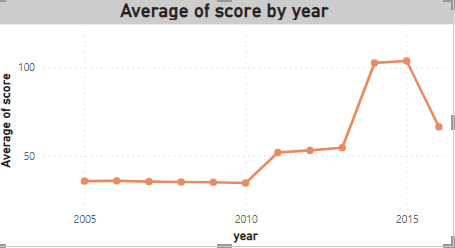 Average of score by year
Average of score
100
50
2005 2010 2015
year